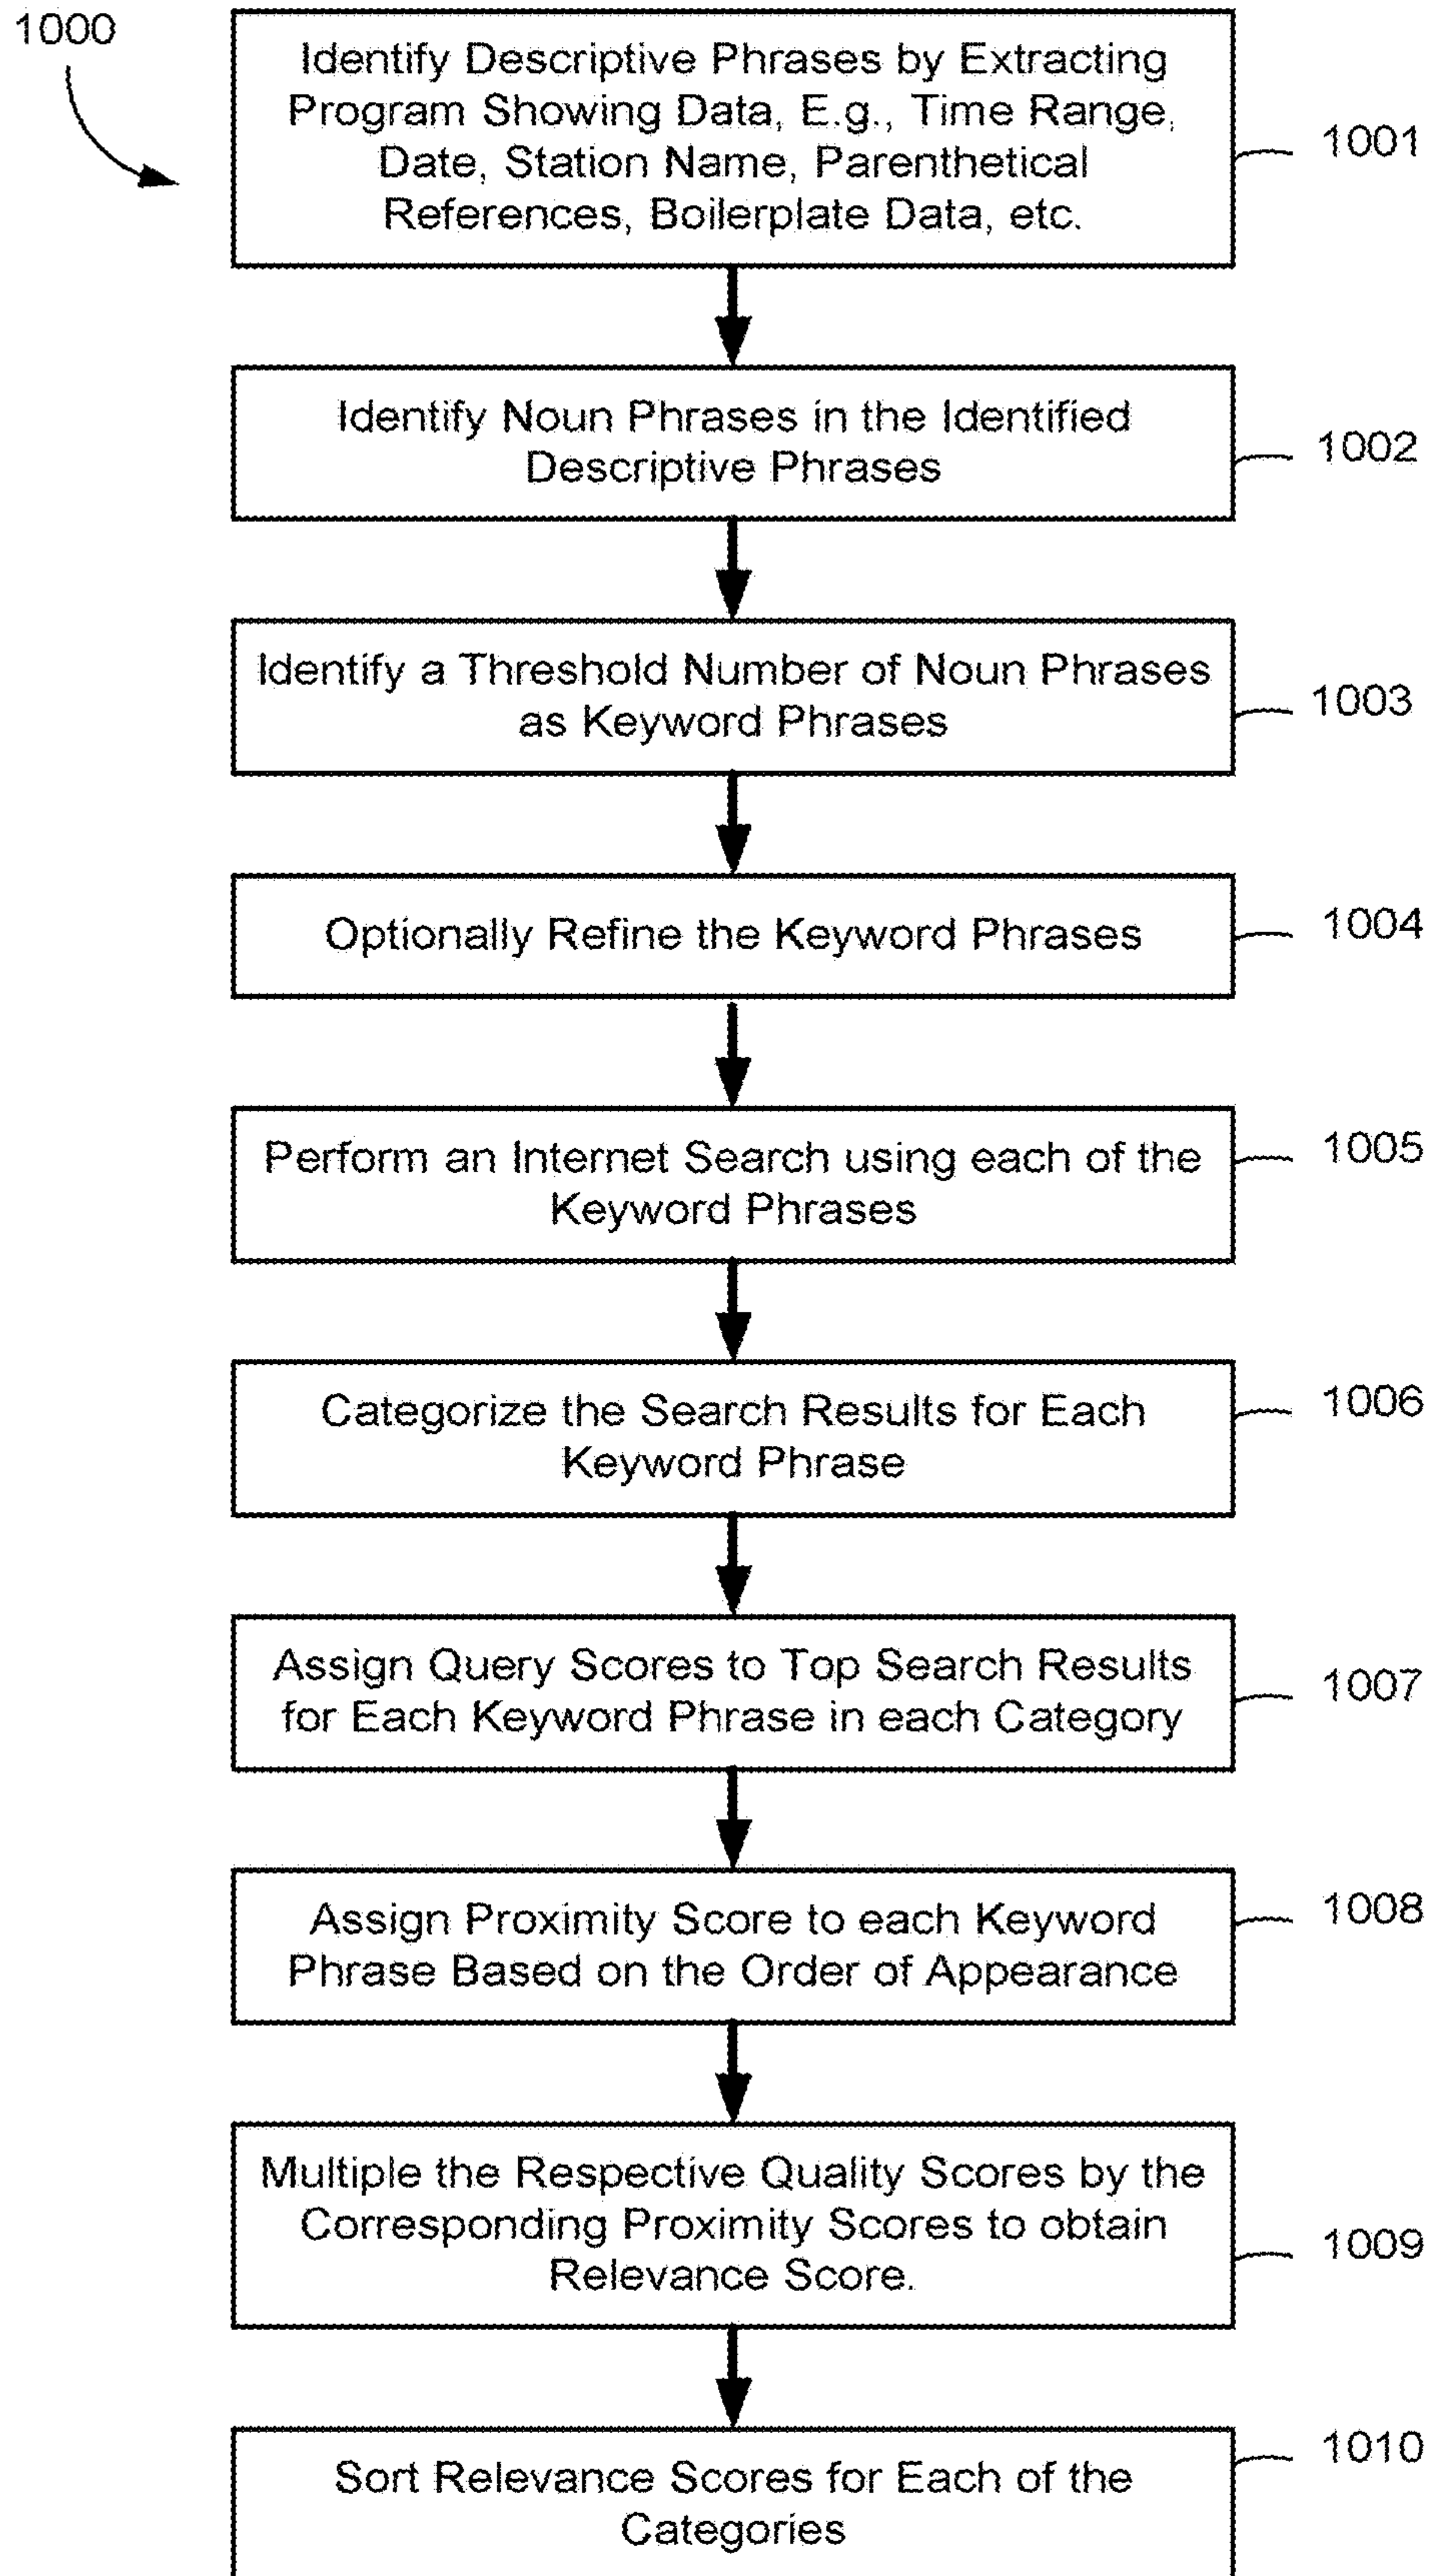 1000
Identify Descriptive Phrases by Extracting
Program Showing Data, E.g., Time Range,
Date, Station Name, Parenthetical
References, Boilerplate Data, etc.
1001
Identify Noun Phrases in the Identified
Descriptive Phrases
1002
Identify a Threshold Number of Noun Phrases
as Keyword Phrases
1003
Optionally Refine the Keyword Phrases
1004
Perform an Internet Search using each of the
Keyword Phrases
1005
Categorize the Search Results for Each
Keyword Phrase
1006
Assign Query Scores to Top Search Results
for Each Keyword Phrase in each Category
1007
Assign Proximity Score to each Keyword
Phrase Based on the Order of Appearance
1008
Multiple the Respective Quality Scores by the
Corresponding Proximity Scores to obtain
Relevance Score.
1009
Sort Relevance Scores for Each of the
Categories
1010